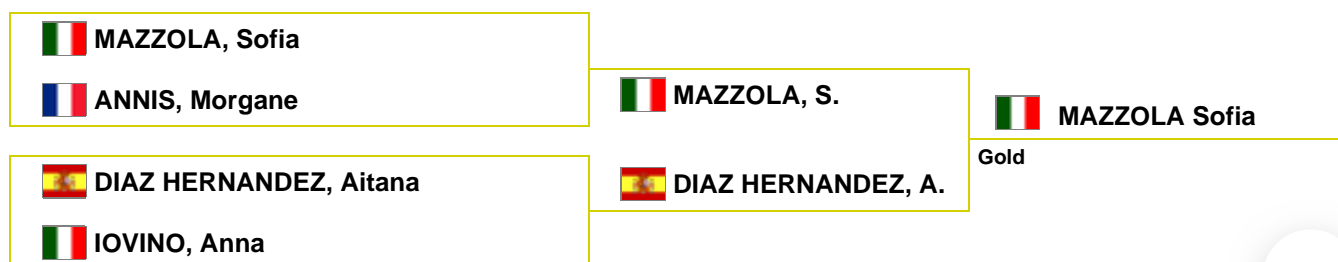 MAZZOLA, Sofia
ANNIS, Morgane
DIAZ HERNANDEZ, Aitana
IOVINO, Anna
MAZZOLA, S.
DIAZ HERNANDEZ, A.
MAZZOLA Sofia
Gold